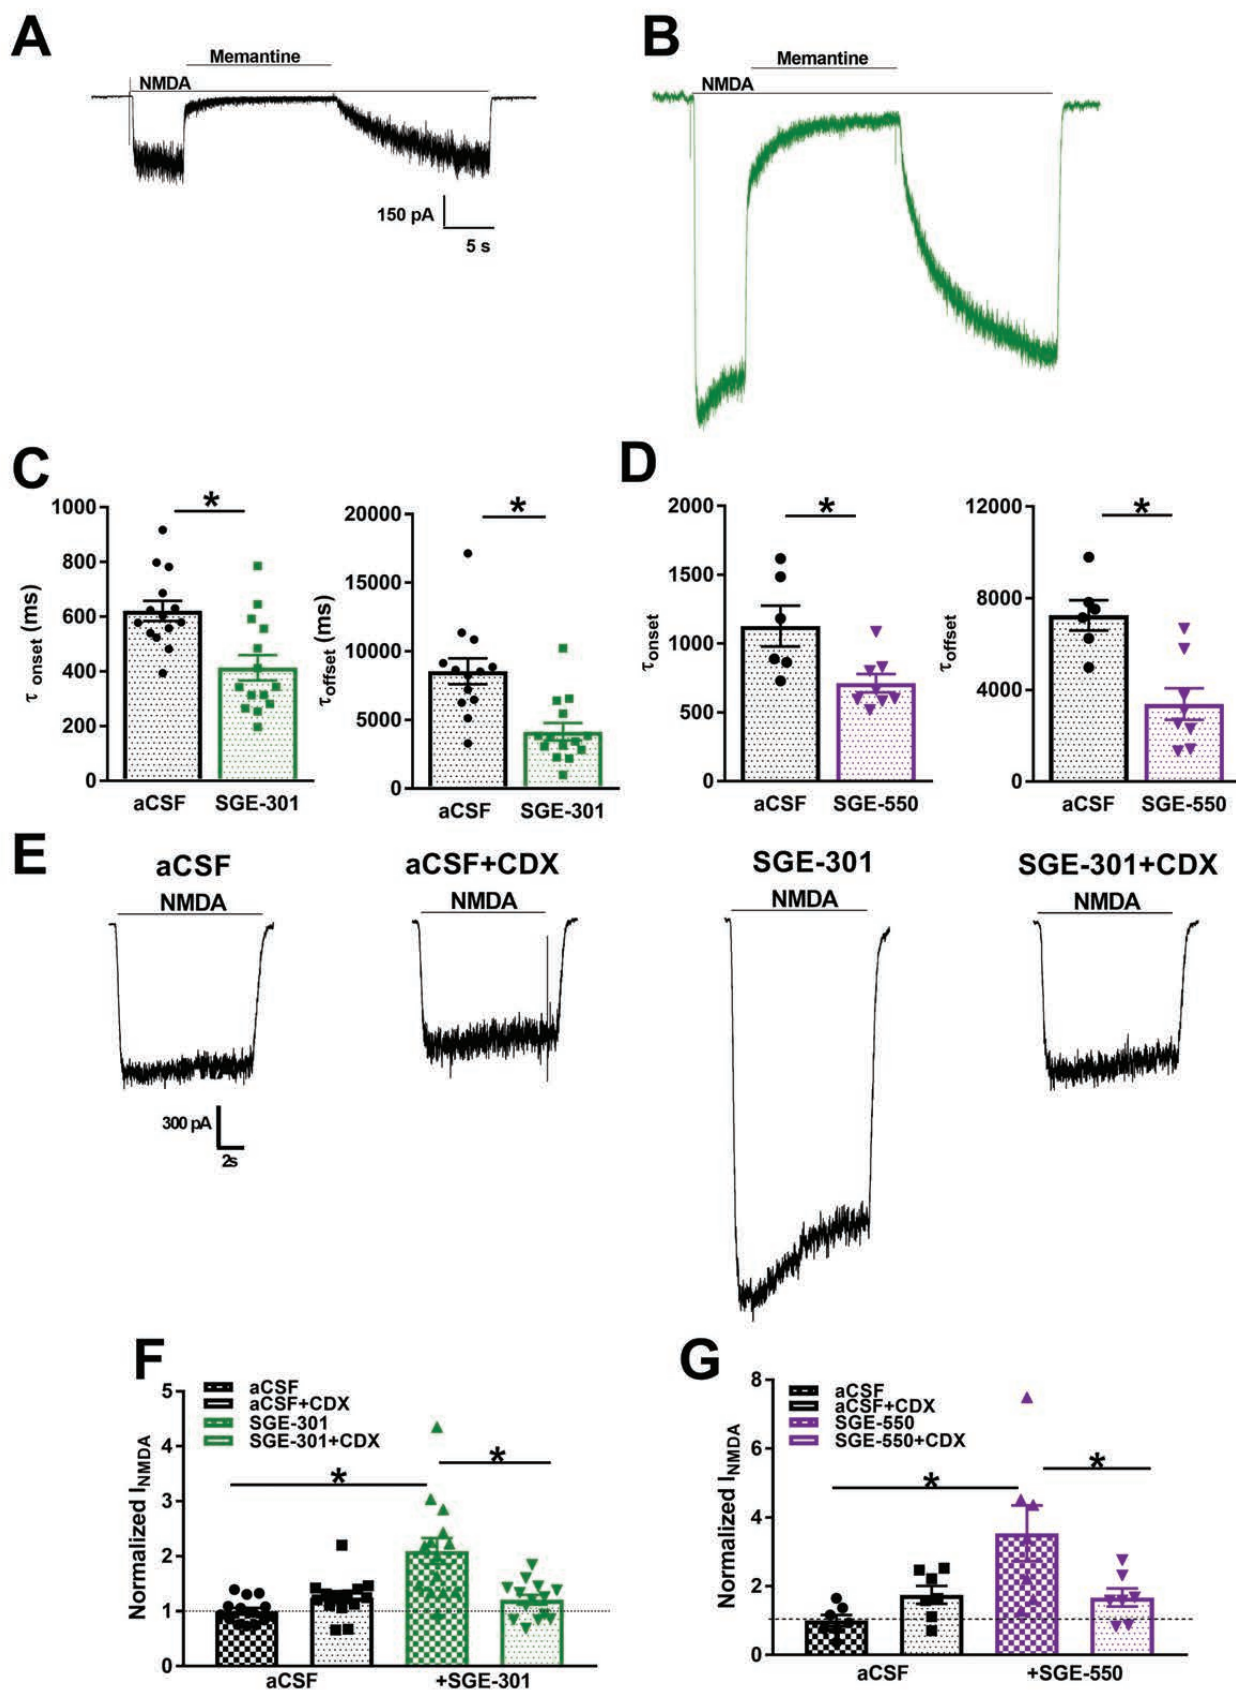 A
Memantine
NMDA
150 pA
5 s
B
Memantine
NMDA
C
*
1000
800
600
400
200
0
τ onset (ms)
aCSF
SGE-301
*
20000
15000
10000
5000
0
τoffset (ms)
aCSF
SGE-301
D
*
2000
1500
1000
500
0
τonset
aCSF
SGE-550
*
12000
8000
4000
0
τoffset
aCSF
SGE-550
E
aCSF
NMDA
300 pA
2s
aCSF+CDX
NMDA
SGE-301
NMDA
SGE-301+CDX
NMDA
F
aCSF
aCSF+CDX
SGE-301
SGE-301+CDX
*
*
5
4
3
2
1
0
Normalized INMDA
aCSF
+SGE-301
G
aCSF
aCSF+CDX
SGE-550
SGE-550+CDX
*
*
8
6
4
2
0
Normalized INMDA
aCSF
+SGE-550